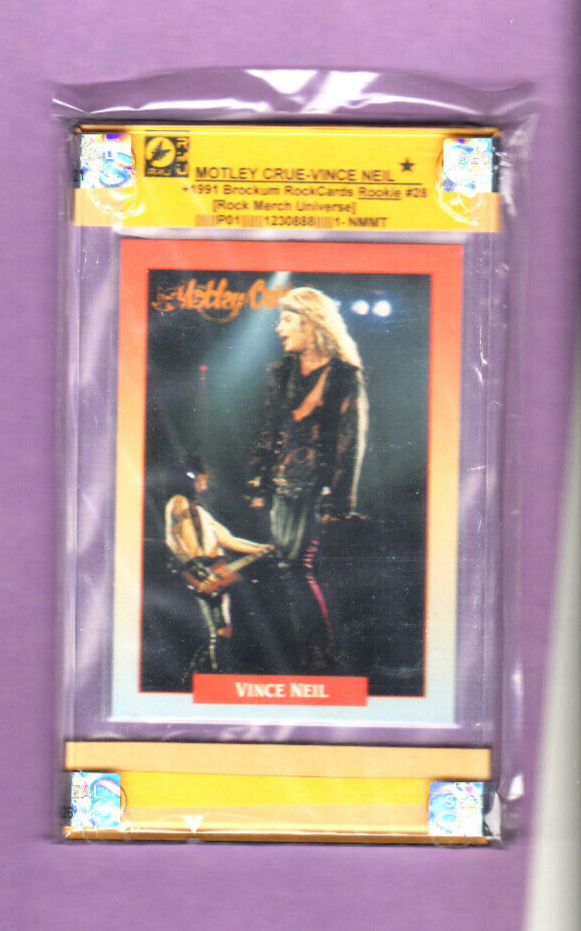 MOTLEY CRUE-VINCE NEIL ★
+1991 Brockum RockCards Rookie #28
[Rock Merch Universe]
||||||P01|||||1230888||||1- NMMT
Mötley Crüe
VINCE NEIL